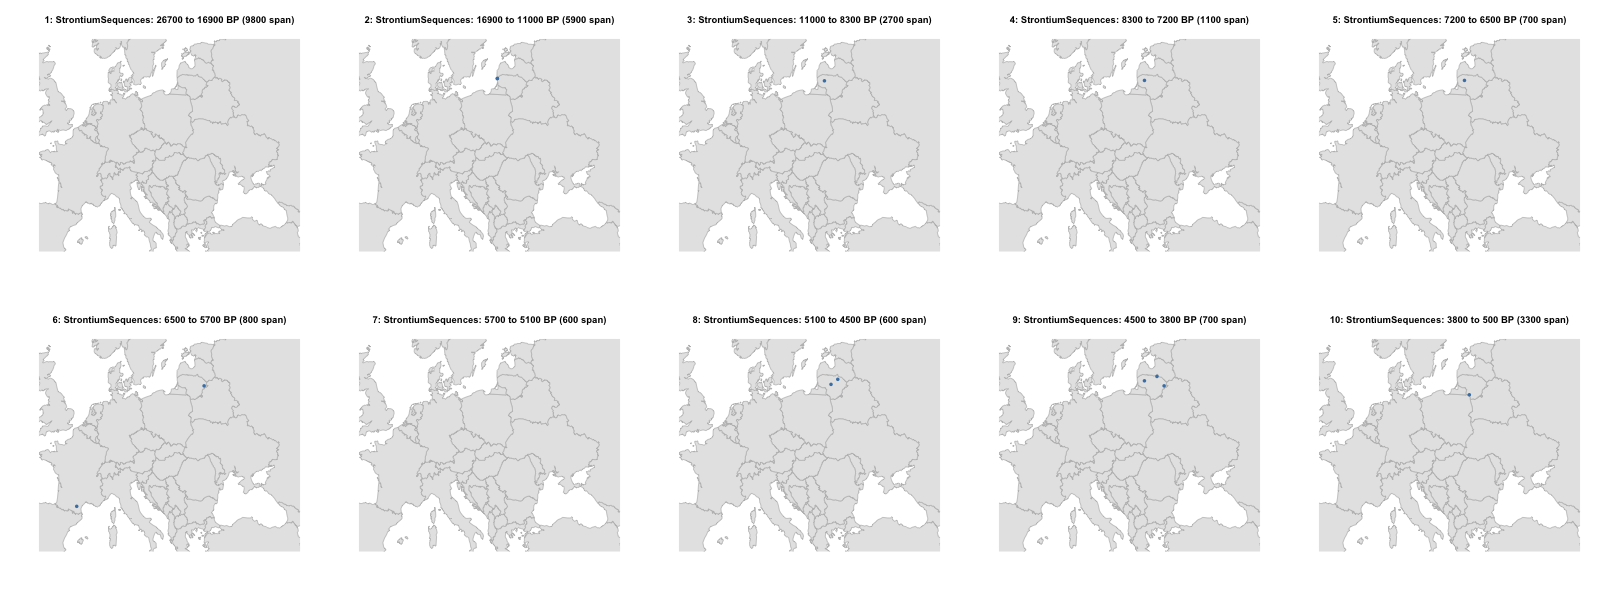 1: StrontiumSequences: 26700 to 16900 BP (9800 span)
2: StrontiumSequences: 16900 to 11000 BP (5900 span)
3: StrontiumSequences: 11000 to 8300 BP (2700 span)
4: StrontiumSequences: 8300 to 7200 BP (1100 span)
5: StrontiumSequences: 7200 to 6500 BP (700 span)
6: StrontiumSequences: 6500 to 5700 BP (800 span)
7: StrontiumSequences: 5700 to 5100 BP (600 span)
8: StrontiumSequences: 5100 to 4500 BP (600 span)
9: StrontiumSequences: 4500 to 3800 BP (700 span)
10: StrontiumSequences: 3800 to 500 BP (3300 span)